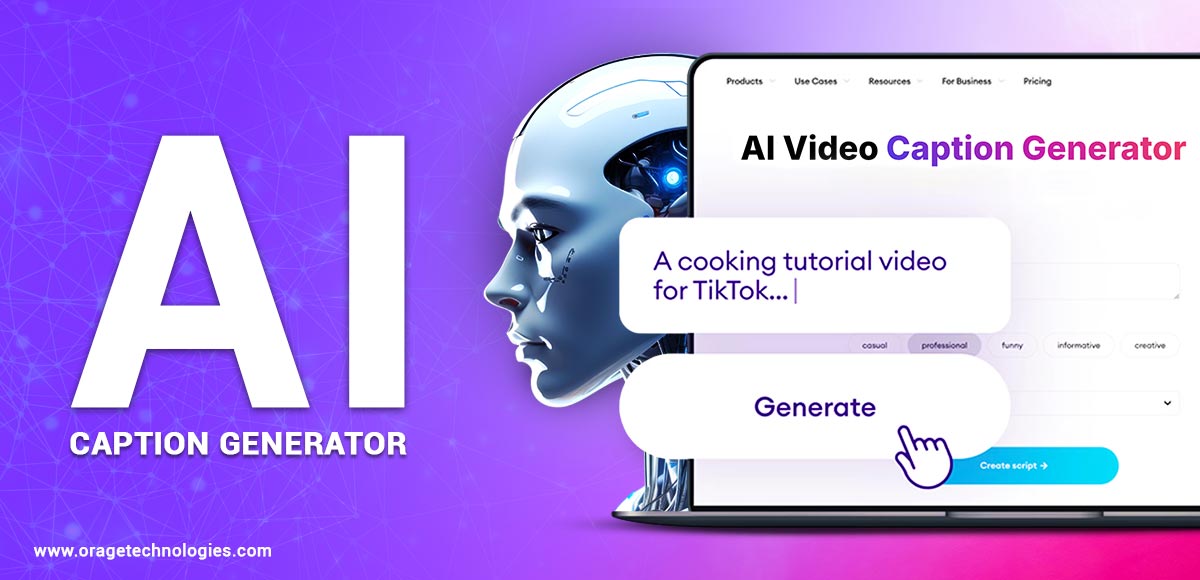 AI
CAPTION GENERATOR
www.oragetechnologies.com
Products Use Cases Resources For Business Pricing
AI Video Caption Generator
A cooking tutorial video
for TikTok...
casual professional funny informative creative
Generate
Create script →